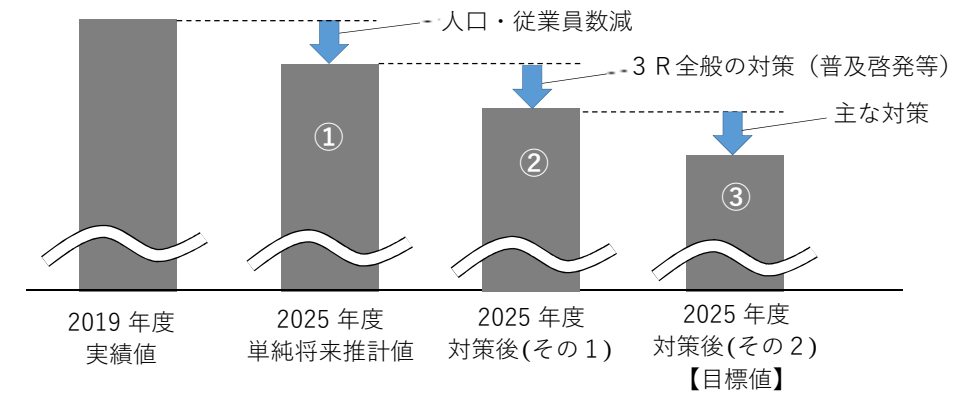 人口・従業員数減
３Ｒ全般の対策（普及啓発等）
主な対策
①
②
③
2019 年度
実績値
2025 年度
単純将来推計値
2025 年度
対策後(その１)
2025 年度
対策後(その２)
【目標値】